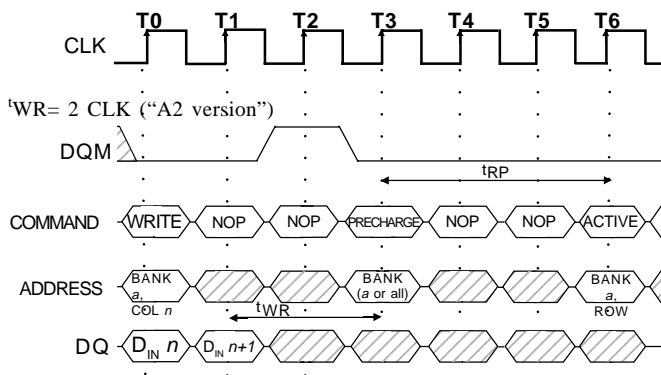 T0 T1 T2 T3 T4 T5 T6
CLK
tWR= 2 CLK (“A2 version”)
DQM
tRP
COMMAND WRITE NOP NOP PRECHARGE NOP NOP ACTIVE
ADDRESS
BANK a, COL n
BANK (a or all)
BANK a, ROW
tWR
DQ DIN n DIN n+1